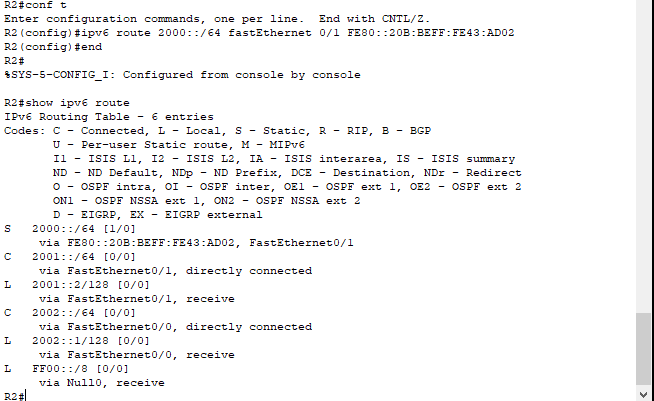 R2#conf t
Enter configuration commands, one per line.  End with CNTL/Z.
R2(config)#ipv6 route 2000::/64 fastEthernet 0/1 FE80::20B:BEFF:FE43:AD02
R2(config)#end
R2#
%SYS-5-CONFIG_I: Configured from console by console

R2#show ipv6 route
IPv6 Routing Table - 6 entries
Codes: C - Connected, L - Local, S - Static, R - RIP, B - BGP
       U - Per-user Static route, M - MIPv6
       I1 - ISIS L1, I2 - ISIS L2, IA - ISIS interarea, IS - ISIS summary
       ND - ND Default, NDp - ND Prefix, DCE - Destination, NDr - Redirect
       O - OSPF intra, OI - OSPF inter, OE1 - OSPF ext 1, OE2 - OSPF ext 2
       ON1 - OSPF NSSA ext 1, ON2 - OSPF NSSA ext 2
       D - EIGRP, EX - EIGRP external
S   2000::/64 [1/0]
     via FE80::20B:BEFF:FE43:AD02, FastEthernet0/1
C   2001::/64 [0/0]
     via FastEthernet0/1, directly connected
L   2001::2/128 [0/0]
     via FastEthernet0/1, receive
C   2002::/64 [0/0]
     via FastEthernet0/0, directly connected
L   2002::1/128 [0/0]
     via FastEthernet0/0, receive
L   FF00::/8 [0/0]
     via Null0, receive
R2#